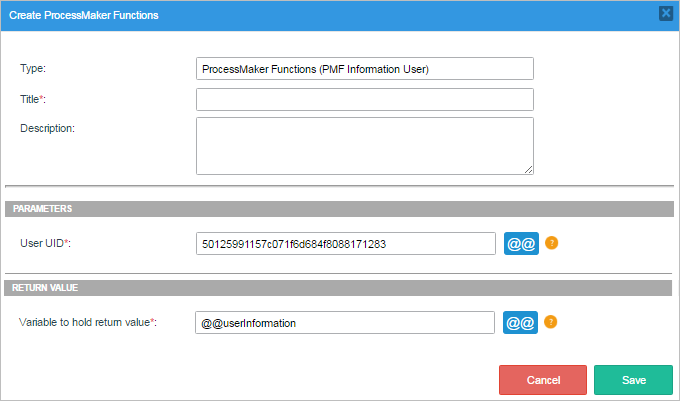 Create ProcessMaker Functions
Type: ProcessMaker Functions (PMF Information User)
Title*:
Description:
PARAMETERS
User UID*: 50125991157c071f6d684f8088171283 @@ ?
RETURN VALUE
Variable to hold return value*: @@userInformation @@ ?
Cancel Save